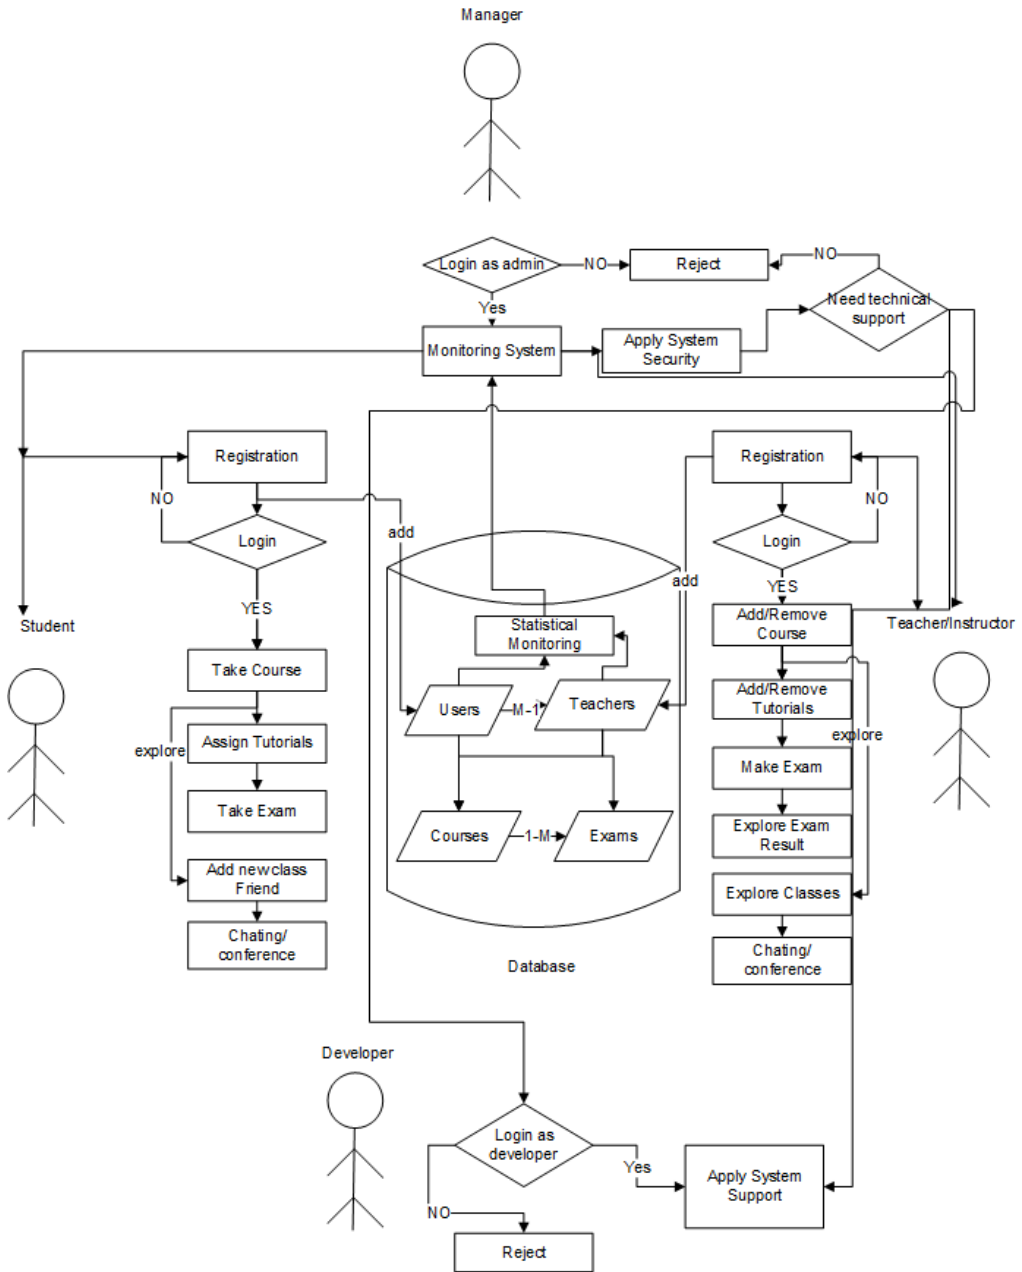 Manager
Login as admin
NO
Reject
NO
Need technical
support
Yes
Monitoring System
Apply System
Security
Registration
NO
Login
YES
Student
Take Course
explore
Assign Tutorials
Take Exam
Add new class
Friend
Chating/
conference
add
add
Statistical
Monitoring
Users
M-1
Teachers
Courses
1-M
Exams
Database
Registration
NO
Login
YES
Add/Remove
Course
Teacher/Instructor
Add/Remove
Tutorials
explore
Make Exam
Explore Exam
Result
Explore Classes
Chating/
conference
Developer
Login as
developer
Yes
Apply System
Support
NO
Reject